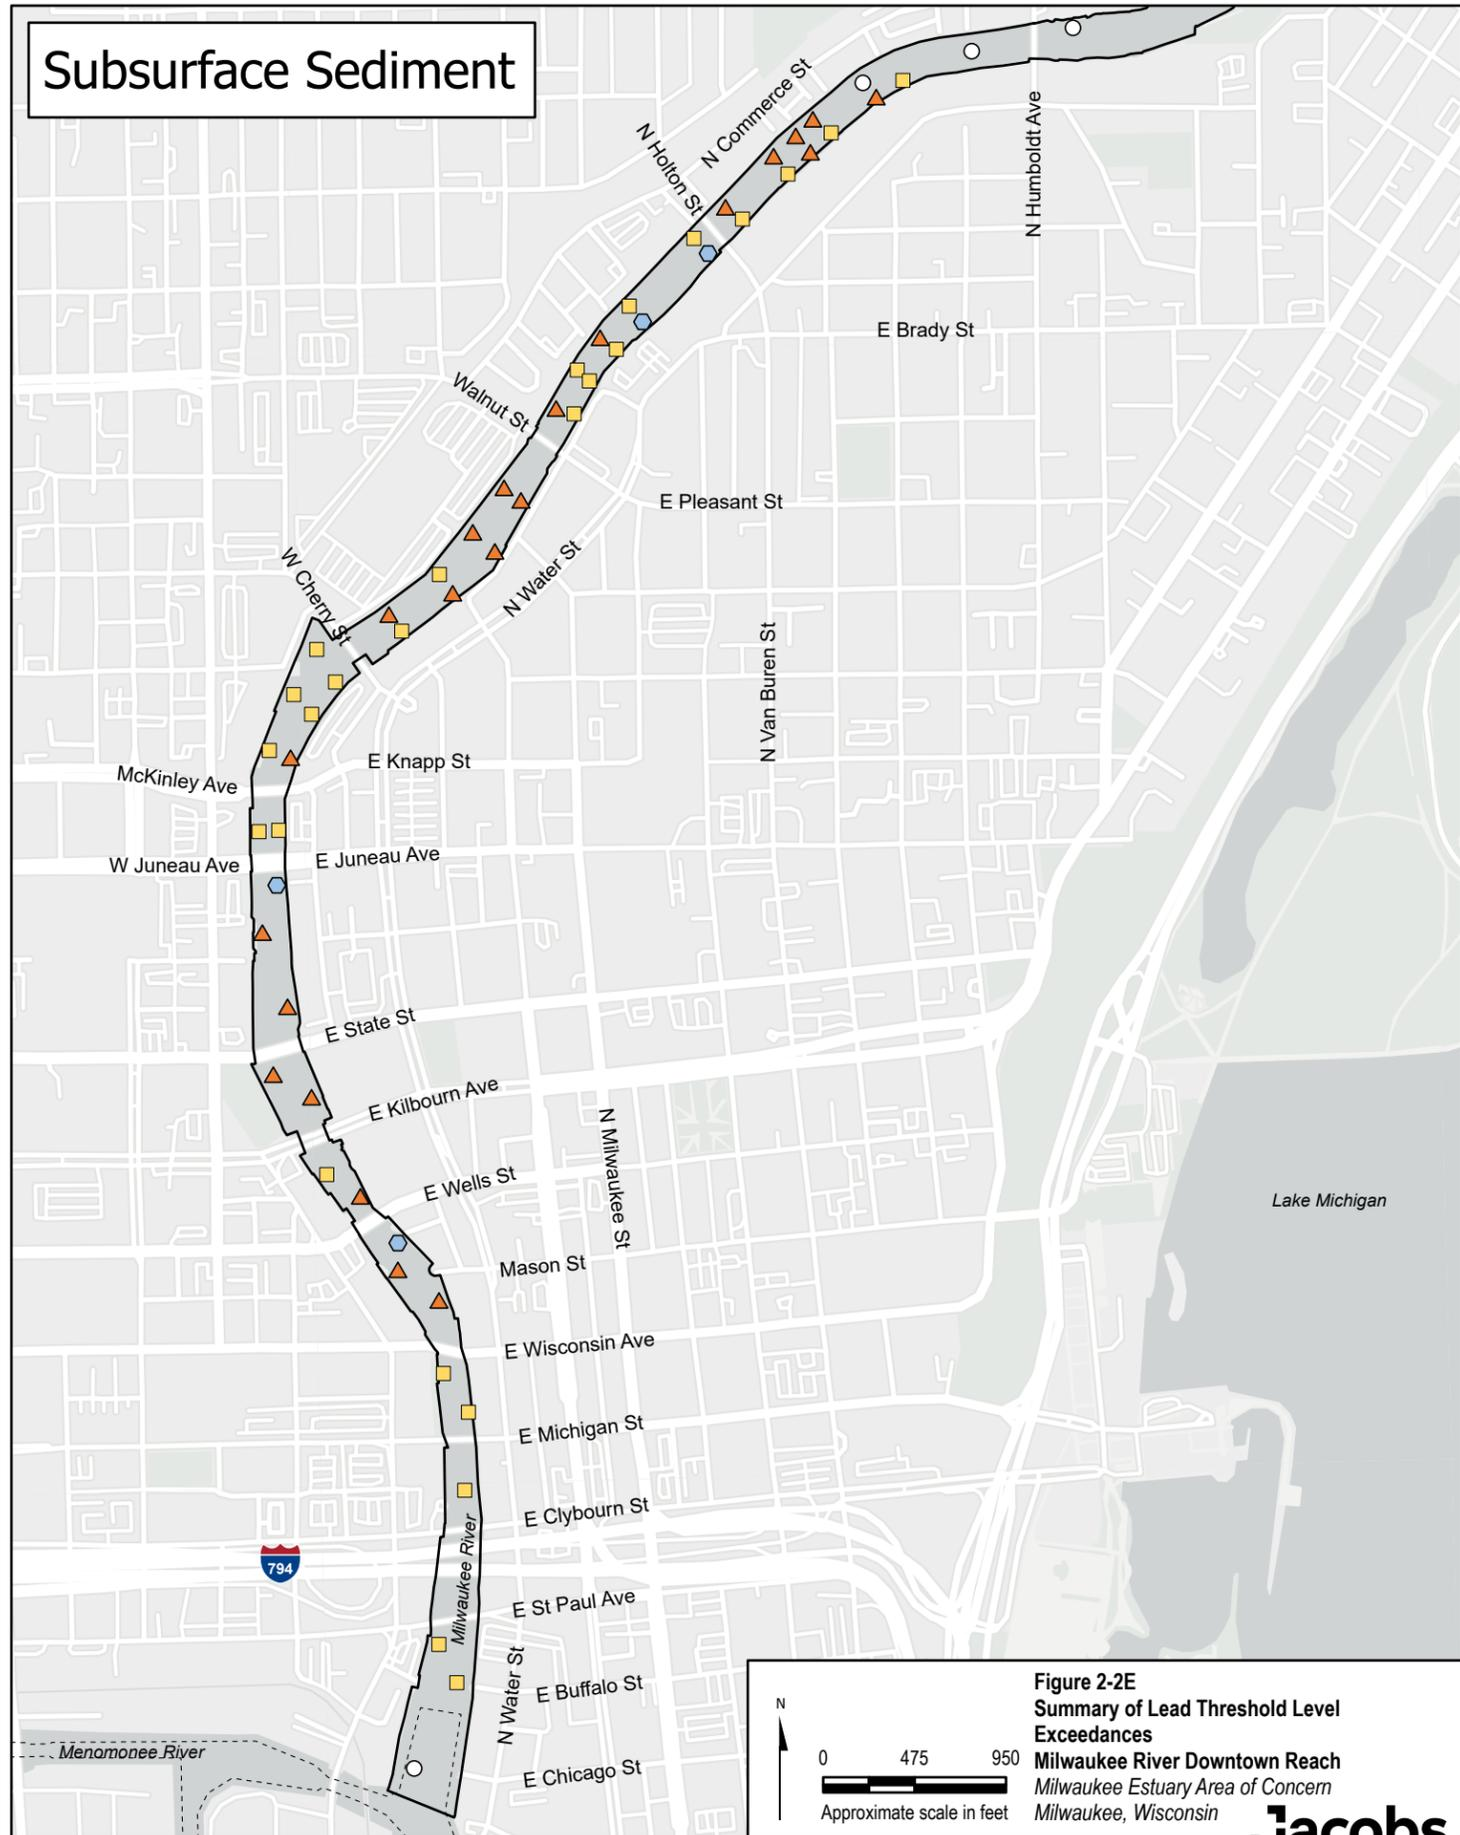 Subsurface Sediment
N Commerce St
N Holton St
N Humboldt Ave
E Brady St
Walnut St
E Pleasant St
W Cherry St
N Water St
N Van Buren St
McKinley Ave
E Knapp St
W Juneau Ave
E Juneau Ave
E State St
E Kilbourn Ave
N Milwaukee St
E Wells St
Lake Michigan
Mason St
E Wisconsin Ave
E Michigan St
E Clybourn St
794
Milwaukee River
E St Paul Ave
N Water St
E Buffalo St
Menomonee River
E Chicago St
N
0 475 950
Approximate scale in feet
Figure 2-2E
Summary of Lead Threshold Level
Exceedances
Milwaukee River Downtown Reach
Milwaukee Estuary Area of Concern
Milwaukee, Wisconsin
Jacobs